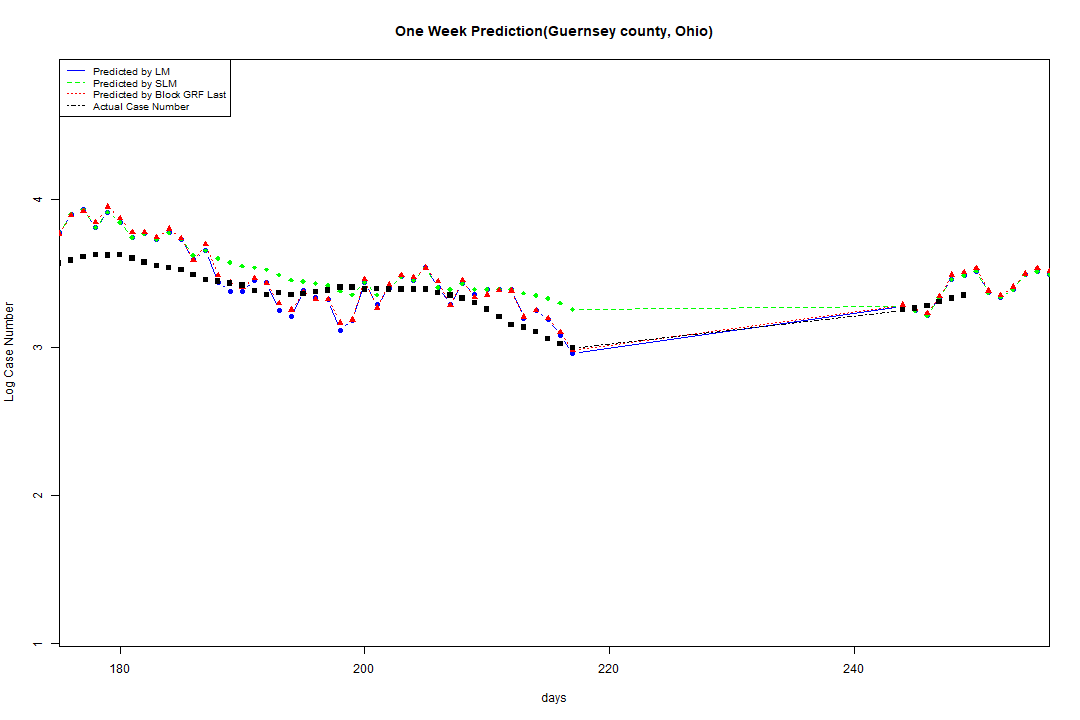 One Week Prediction(Guernsey county, Ohio)
Predicted by LM
Predicted by SLM
Predicted by Block GRF Last
Actual Case Number
Log Case Number
4
3
2
1
180 200 220 240
days